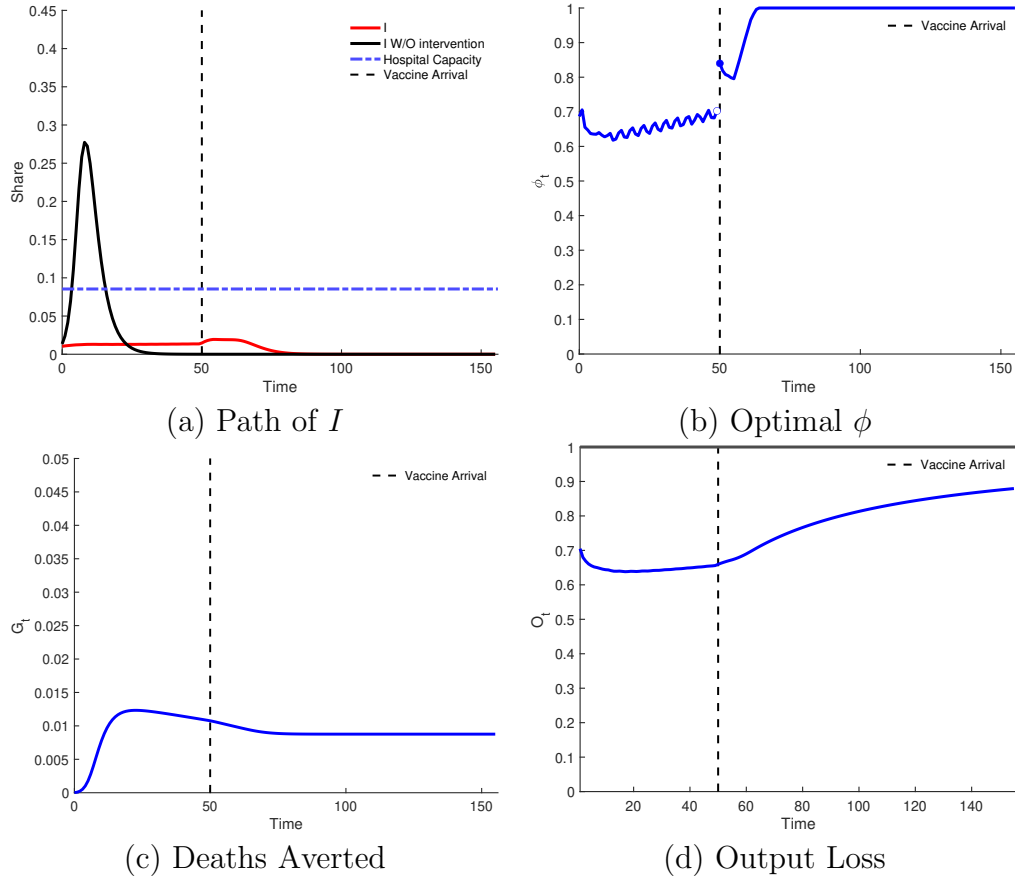 0.45
0.4
0.35
0.3
0.25
0.2
0.15
0.1
0.05
0
Share
0 50 100 150
Time
I
I W/O intervention
Hospital Capacity
Vaccine Arrival
(a) Path of I
1
0.9
0.8
0.7
0.6
0.5
0.4
0.3
0.2
0.1
0
ϕ_t
0 50 100 150
Time
Vaccine Arrival
(b) Optimal ϕ
0.05
0.045
0.04
0.035
0.03
0.025
0.02
0.015
0.01
0.005
0
G_t
0 50 100 150
Time
Vaccine Arrival
(c) Deaths Averted
1
0.9
0.8
0.7
0.6
0.5
0.4
0.3
0.2
0.1
0
O_t
20 40 60 80 100 120 140
Time
Vaccine Arrival
(d) Output Loss